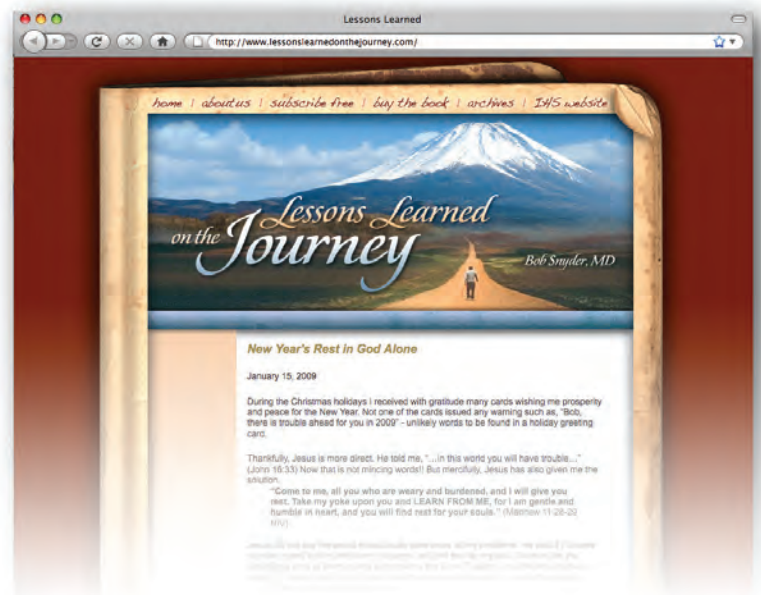 Lessons Learned
http://www.lessonslearnedonthejourney.com/
home | about us | subscribe free | buy the book | archives | IHS website
Lessons Learned
on the Journey
Bob Snyder, MD
New Year's Rest in God Alone
January 15, 2009
During the Christmas holidays I received with gratitude many cards wishing me prosperity
and peace for the New Year. Not one of the cards issued any warning such as, "Bob,
there is trouble ahead for you in 2009" - unlikely words to be found in a holiday greeting
card.
Thankfully, Jesus is more direct. He told me, "…in this world you will have trouble…"
(John 16:33) Now that is not mincing words!! But mercifully, Jesus has also given me the
solution.
"Come to me, all you who are weary and burdened, and I will give you
rest. Take my yoke upon you and LEARN FROM ME, for I am gentle and
humble in heart, and you will find rest for your souls." (Matthew 11:28-29
NIV)